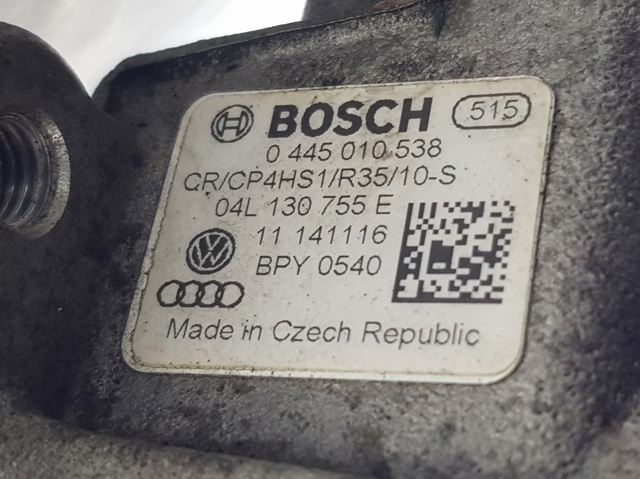 BOSCH 515
0 445 010 538
CR/CP4HS1/R35/10-S
04L 130 755 E
11 141116
BPY 0540
Made in Czech Republic